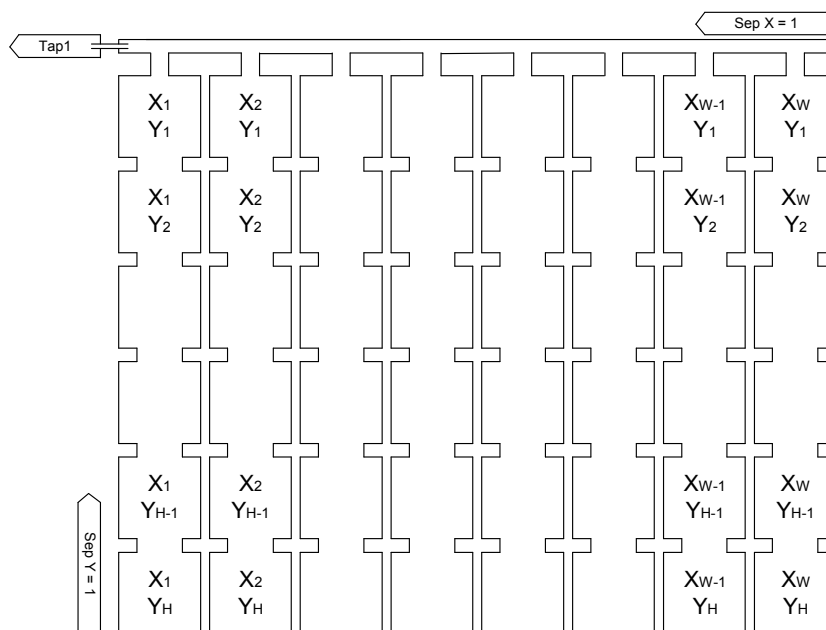 Sep X = 1
Tap1
X1 X2 XW-1 XW
Y1 Y1 Y1 Y1
X1 X2 XW-1 XW
Y2 Y2 Y2 Y2
X1 X2 XW-1 XW
YH-1 YH-1 YH-1 YH-1
Sep Y = 1
X1 X2 XW-1 XW
YH YH YH YH